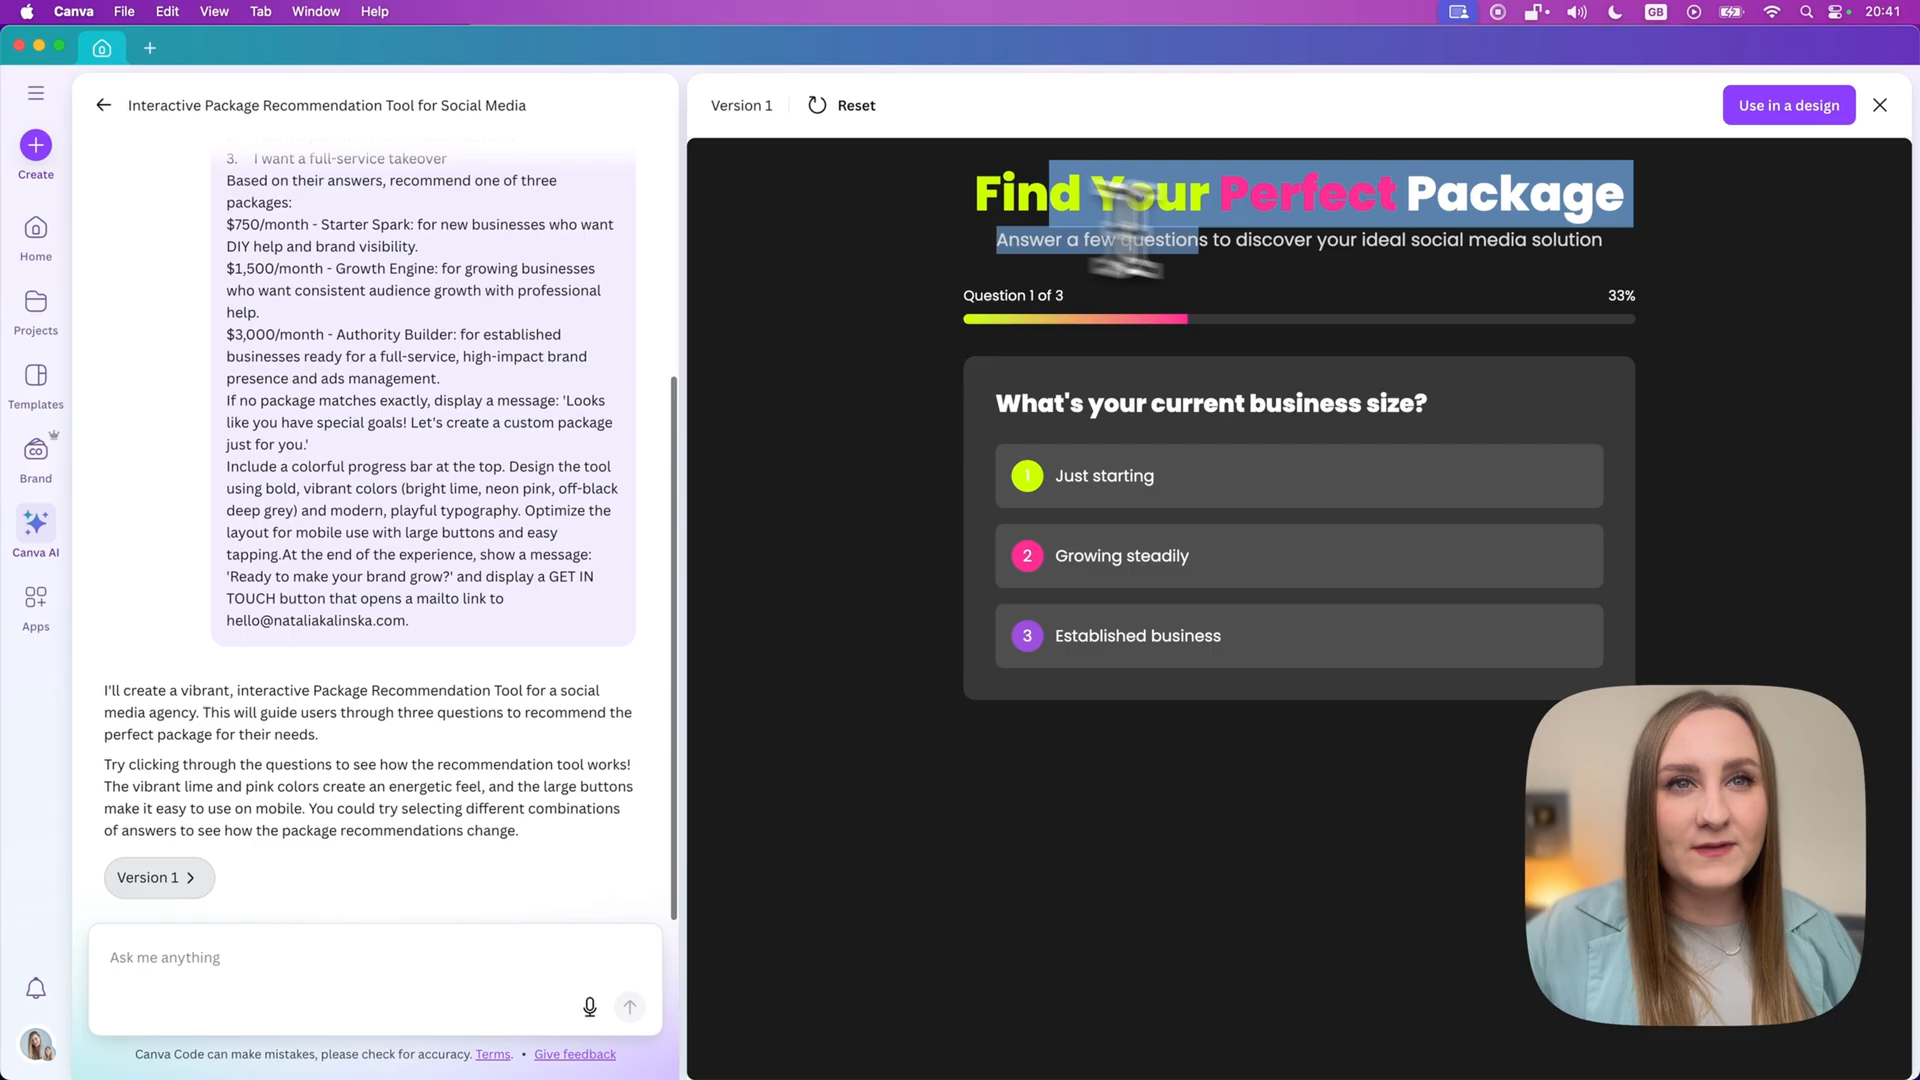 Canva File Edit View Tab Window Help
GB 20:41
Interactive Package Recommendation Tool for Social Media
Version 1 Reset Use in a design
Create
Home
Projects
Templates
Brand
Canva AI
Apps
3. I want a full-service takeover
Based on their answers, recommend one of three
packages:
$750/month - Starter Spark: for new businesses who want
DIY help and brand visibility.
$1,500/month - Growth Engine: for growing businesses
who want consistent audience growth with professional
help.
$3,000/month - Authority Builder: for established
businesses ready for a full-service, high-impact brand
presence and ads management.
If no package matches exactly, display a message: 'Looks
like you have special goals! Let's create a custom package
just for you.'
Include a colorful progress bar at the top. Design the tool
using bold, vibrant colors (bright lime, neon pink, off-black
deep grey) and modern, playful typography. Optimize the
layout for mobile use with large buttons and easy
tapping.At the end of the experience, show a message:
'Ready to make your brand grow?' and display a GET IN
TOUCH button that opens a mailto link to
hello@nataliakalinska.com.
I'll create a vibrant, interactive Package Recommendation Tool for a social
media agency. This will guide users through three questions to recommend the
perfect package for their needs.
Try clicking through the questions to see how the recommendation tool works!
The vibrant lime and pink colors create an energetic feel, and the large buttons
make it easy to use on mobile. You could try selecting different combinations
of answers to see how the package recommendations change.
Version 1
Ask me anything
Canva Code can make mistakes, please check for accuracy. Terms. • Give feedback
Find Your Perfect Package
Answer a few questions to discover your ideal social media solution
Question 1 of 3 33%
What's your current business size?
1 Just starting
2 Growing steadily
3 Established business